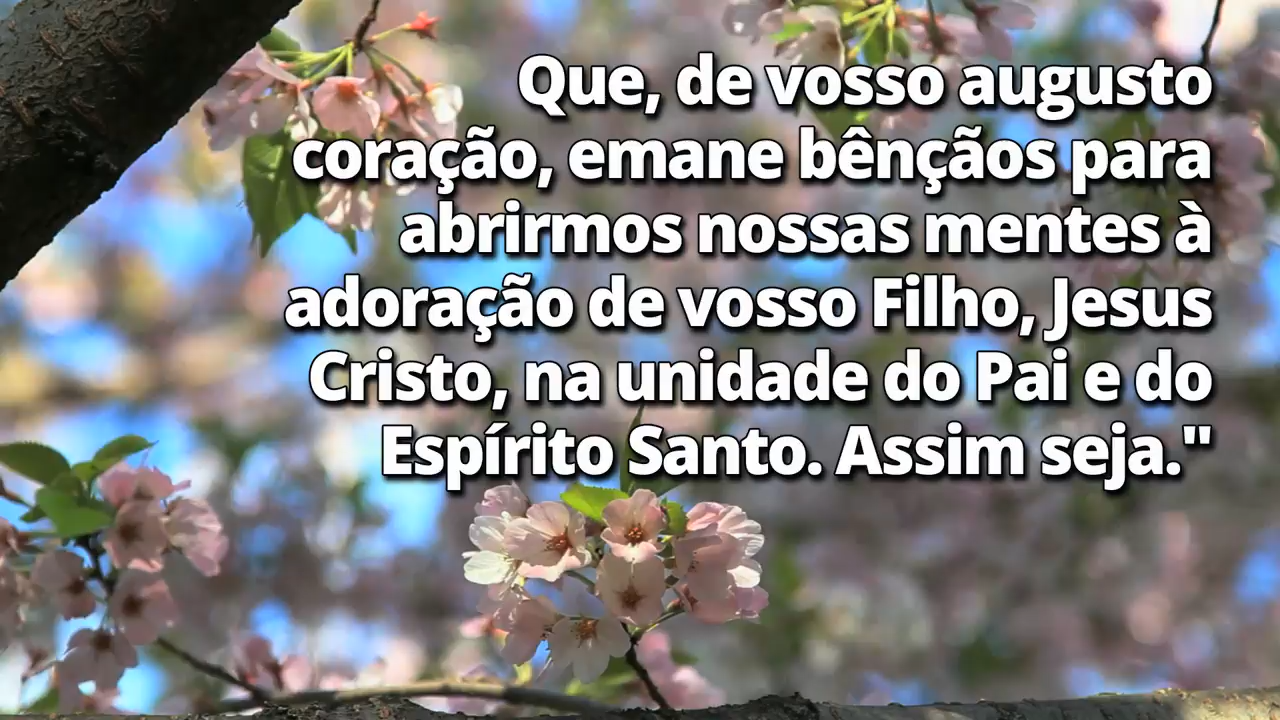 Que, de vosso augusto
coração, emane bênçãos para
abrirmos nossas mentes à
adoração de vosso Filho, Jesus
Cristo, na unidade do Pai e do
Espírito Santo. Assim seja."